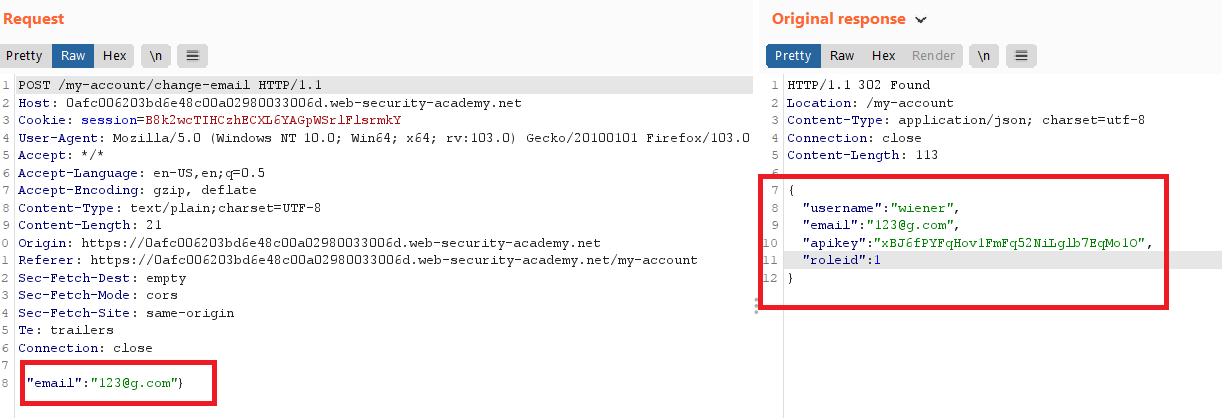 Request
Pretty Raw Hex \n
1 POST /my-account/change-email HTTP/1.1
2 Host: 0afc006203bd6e48c00a02980033006d.web-security-academy.net
3 Cookie: session=B8k2wcTIHCzhECXL6YAGpWSrlFlsrmkY
4 User-Agent: Mozilla/5.0 (Windows NT 10.0; Win64; x64; rv:103.0) Gecko/20100101 Firefox/103.0
5 Accept: */*
6 Accept-Language: en-US,en;q=0.5
7 Accept-Encoding: gzip, deflate
8 Content-Type: text/plain;charset=UTF-8
9 Content-Length: 21
0 Origin: https://0afc006203bd6e48c00a02980033006d.web-security-academy.net
1 Referer: https://0afc006203bd6e48c00a02980033006d.web-security-academy.net/my-account
2 Sec-Fetch-Dest: empty
3 Sec-Fetch-Mode: cors
4 Sec-Fetch-Site: same-origin
5 Te: trailers
6 Connection: close
7
8 "email":"123@g.com"}
Original response
Pretty Raw Hex Render \n
1 HTTP/1.1 302 Found
2 Location: /my-account
3 Content-Type: application/json; charset=utf-8
4 Connection: close
5 Content-Length: 113
6
7 {
8 "username":"wiener",
9 "email":"123@g.com",
10 "apikey":"xBJ6fPYFqHov1FmFq52NiLglb7EqMo1O",
11 "roleid":1
12 }